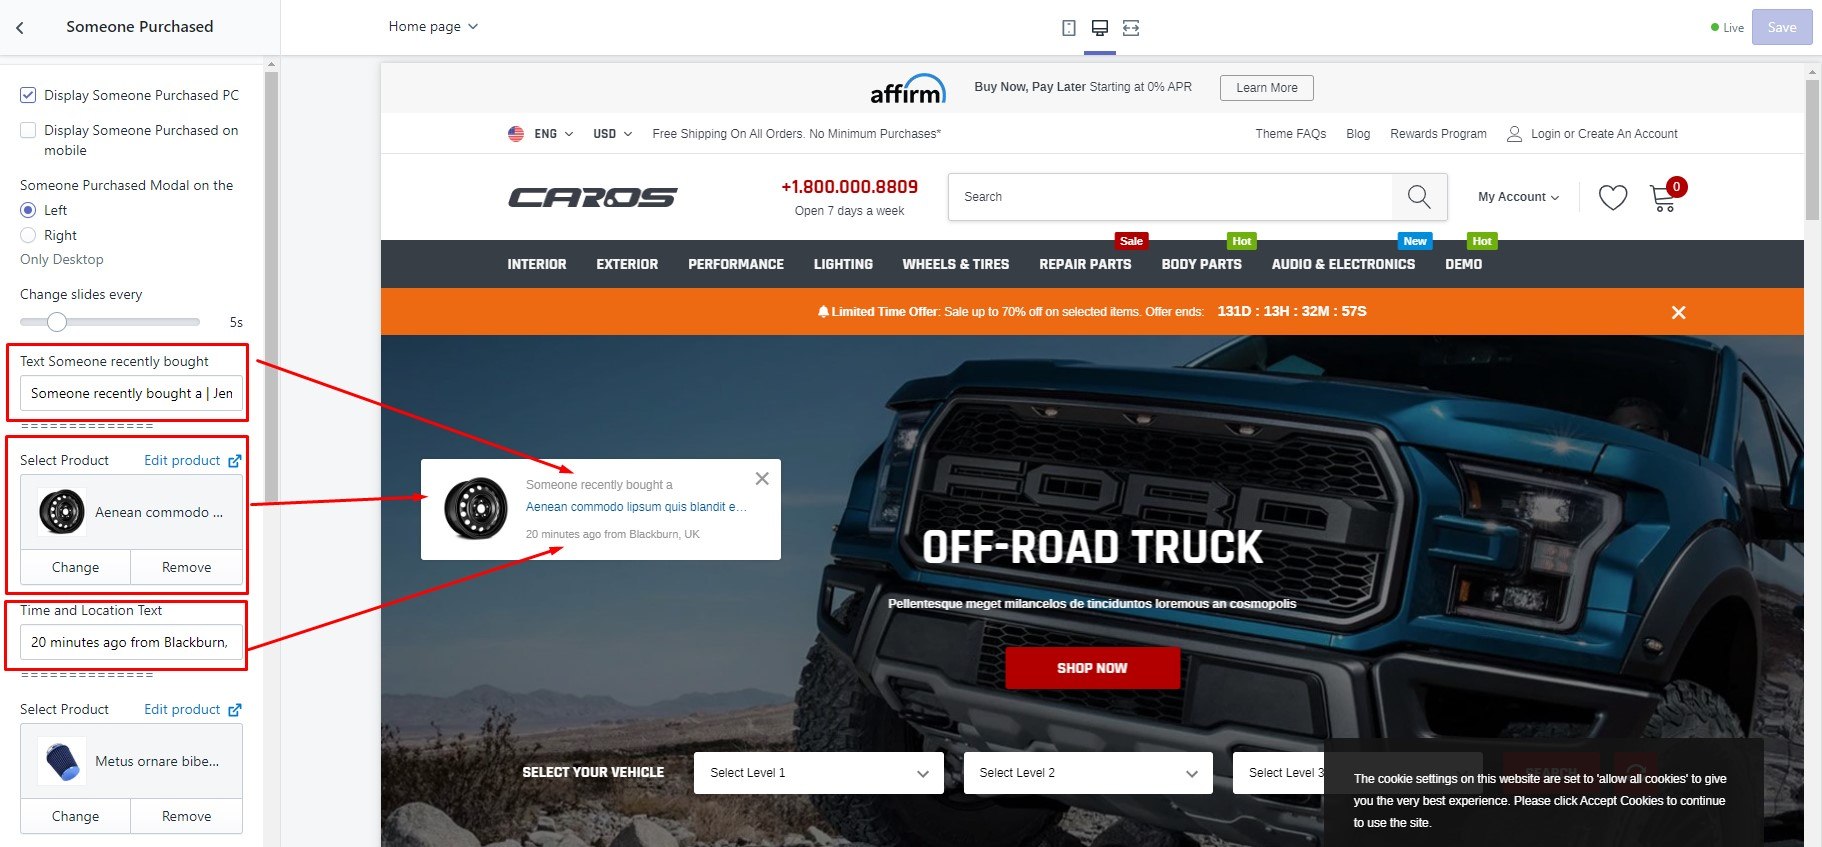 Someone Purchased
Home page
Live
Save
Display Someone Purchased PC
Display Someone Purchased on
mobile
Someone Purchased Modal on the
Left
Right
Only Desktop
Change slides every
5s
Text Someone recently bought
Someone recently bought a | Jen
==============
Select Product
Edit product
Aenean commodo ...
Change
Remove
Time and Location Text
20 minutes ago from Blackburn,
==============
Select Product
Edit product
Metus ornare bibe...
Change
Remove
affirm
Buy Now, Pay Later Starting at 0% APR
Learn More
ENG
USD
Free Shipping On All Orders. No Minimum Purchases*
Theme FAQs
Blog
Rewards Program
Login or Create An Account
CAROS
+1.800.000.8809
Open 7 days a week
Search
My Account
0
Sale
Hot
New
Hot
INTERIOR
EXTERIOR
PERFORMANCE
LIGHTING
WHEELS & TIRES
REPAIR PARTS
BODY PARTS
AUDIO & ELECTRONICS
DEMO
Limited Time Offer: Sale up to 70% off on selected items. Offer ends: 131D : 13H : 32M : 57S
FORD
Someone recently bought a
Aenean commodo lipsum quis blandit e...
20 minutes ago from Blackburn, UK
OFF-ROAD TRUCK
Pellentesque meget milancelos de tinciduntos loremous an cosmopolis
SHOP NOW
SELECT YOUR VEHICLE
Select Level 1
Select Level 2
Select Level 3
SEARCH
The cookie settings on this website are set to 'allow all cookies' to give
you the very best experience. Please click Accept Cookies to continue
to use the site.